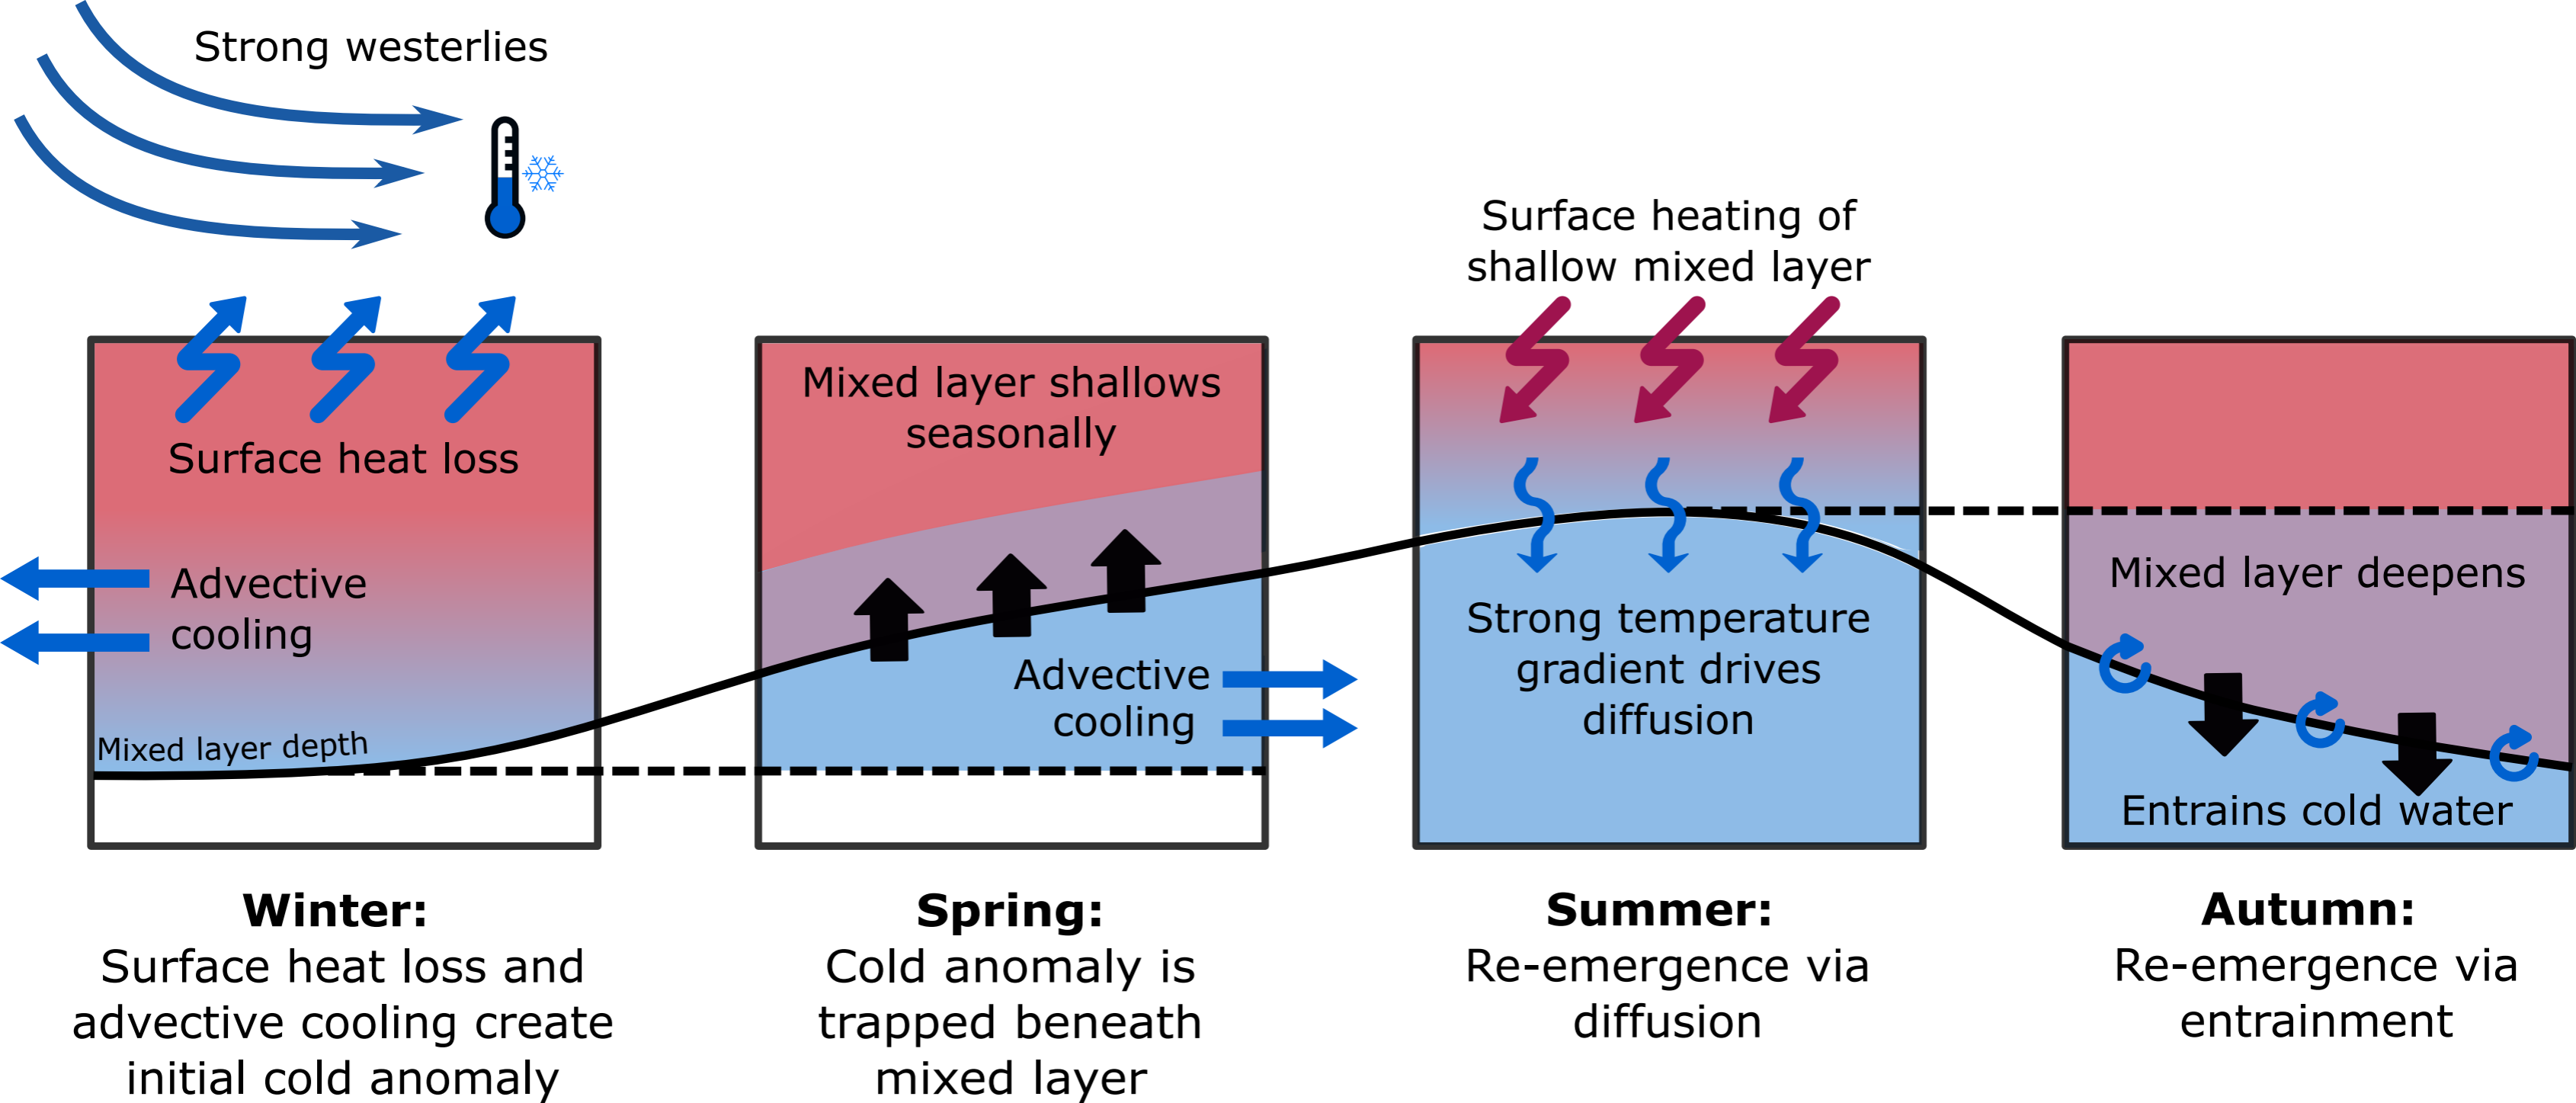 Strong westerlies
Surface heat loss
Advective
cooling
Mixed layer depth
Winter:
Surface heat loss and
advective cooling create
initial cold anomaly
Mixed layer shallows
seasonally
Advective
cooling
Spring:
Cold anomaly is
trapped beneath
mixed layer
Surface heating of
shallow mixed layer
Strong temperature
gradient drives
diffusion
Summer:
Re-emergence via
diffusion
Mixed layer deepens
Entrains cold water
Autumn:
Re-emergence via
entrainment